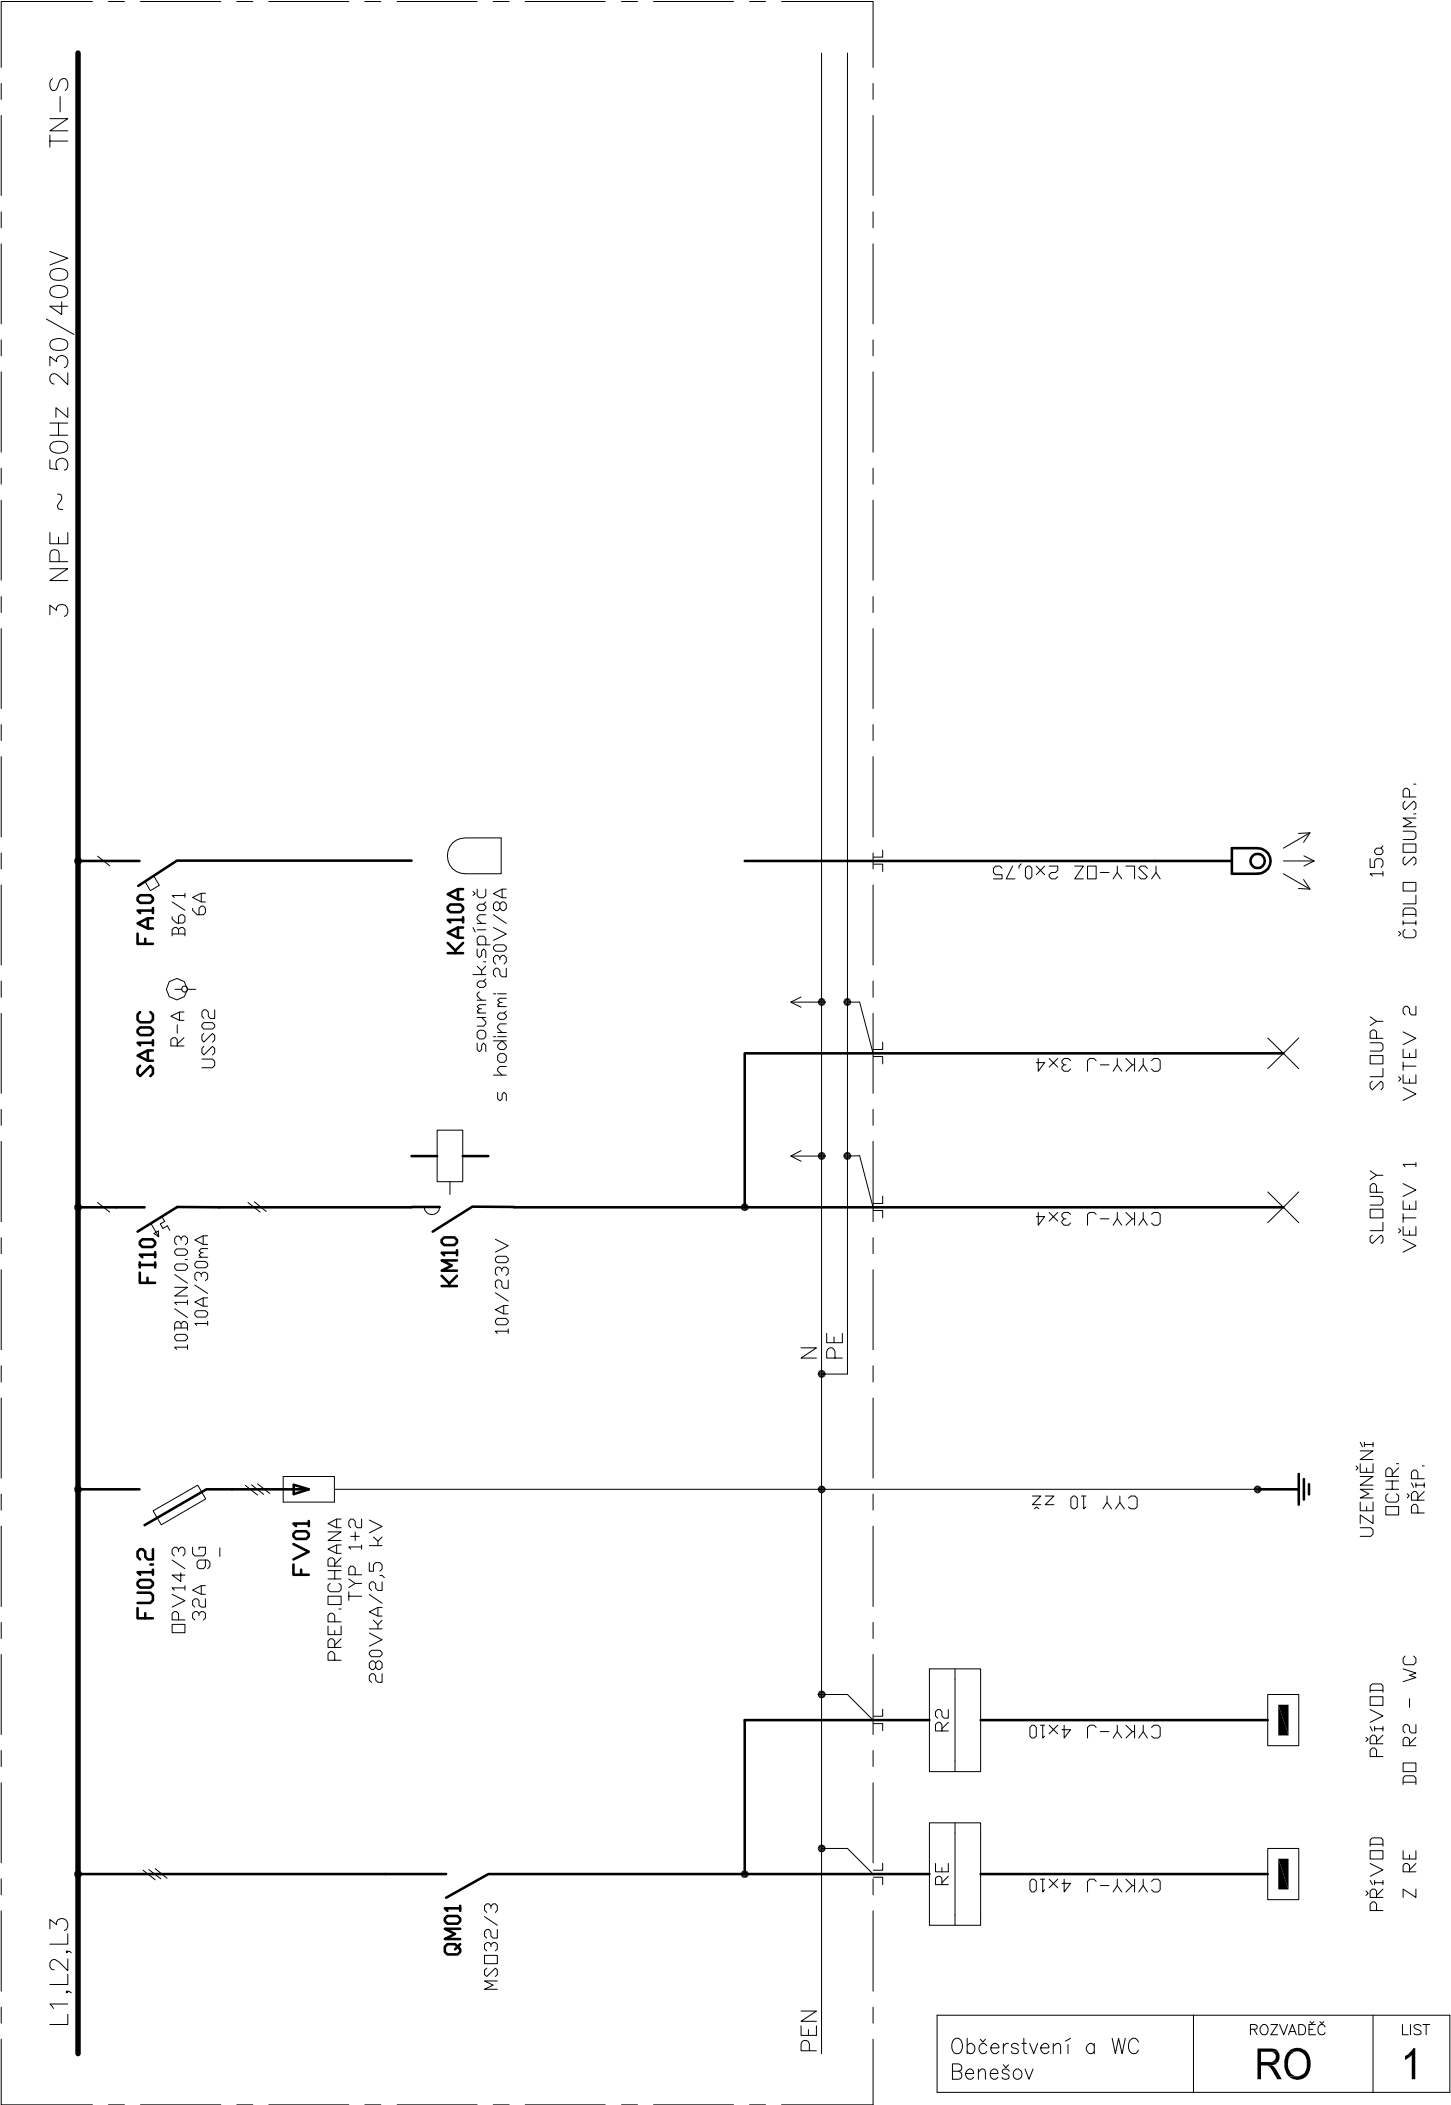 L1,L2,L3
3 NPE ~ 50Hz 230/400V
TN-S
QM01
MSO32/3
FU01.2
OPV14/3
32A gG
FV01
PREP.OCHRANA
TYP 1+2
280VkA/2,5 kV
FI10
10B/1N/0.03
10A/30mA
KM10
10A/230V
SA10C
R-A
USS02
FA10
B6/1
6A
KA10A
soumrak.spínač
s hodinami 230V/8A
PEN
N
PE
RE
R2
CYKY-J 4x10
CYKY-J 4x10
CYY 10 zž
CYKY-J 3x4
CYKY-J 3x4
YSLY-OZ 2x0,75
PŘÍVOD
Z RE
PŘÍVOD
DO R2 - WC
UZEMNĚNÍ
OCHR.
PŘÍP.
SLOUPY
VĚTEV 1
SLOUPY
VĚTEV 2
15a
ČIDLO SOUM.SP.
Občerstvení a WC
Benešov
ROZVADĚČ
RO
LIST
1